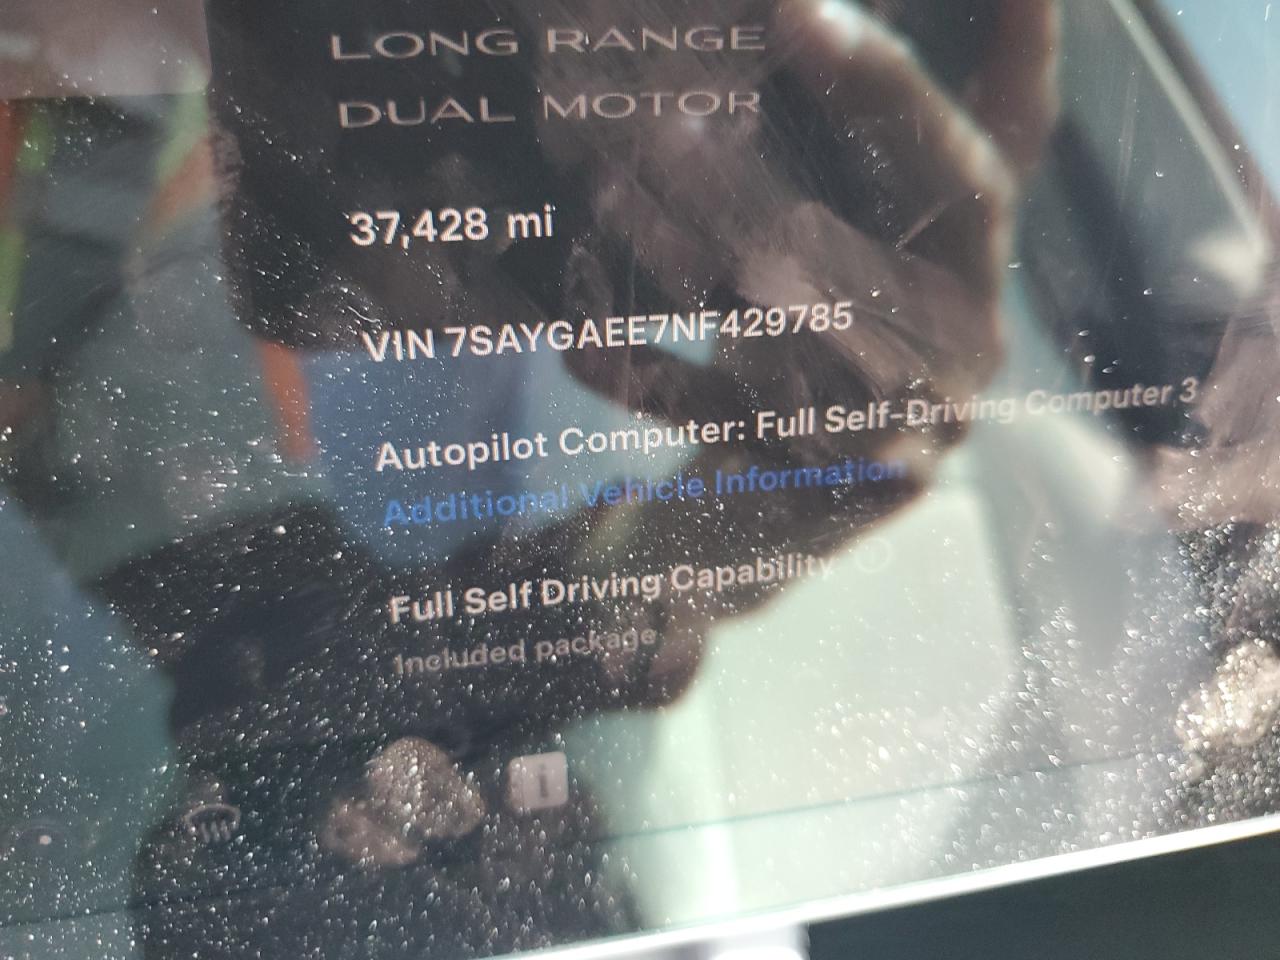 LONG RANGE
DUAL MOTOR
37,428 mi
VIN 7SAYGAEE7NF429785
Autopilot Computer: Full Self-Driving Computer 3
Additional Vehicle Information
Full Self Driving Capability
Included package
i